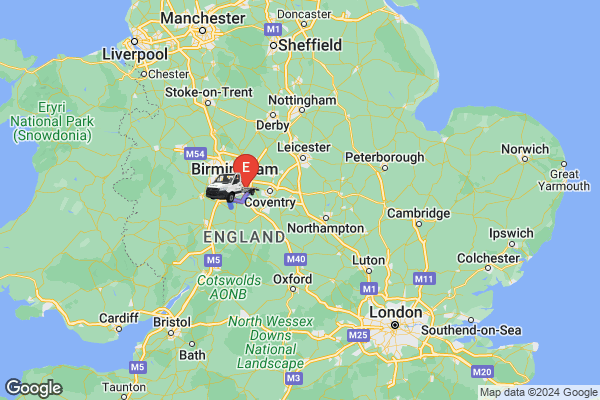 Doncaster
Manchester
M1
Liverpool
Sheffield
Chester
Eryri
National Park
(Snowdonia)
Stoke-on-Trent
Nottingham
Derby
M54
Leicester
Norwich
E
Birmingham
Peterborough
Great
Yarmouth
Coventry
Cambridge
Northampton
ENGLAND
Ipswich
M5
M40
Luton
M11
Colchester
Cotswolds
AONB
Oxford
M1
London
Cardiff
Bristol
North Wessex
Downs
National
Landscape
M25
Southend-on-Sea
Bath
M5
M20
Taunton
M3
Google
Google
Map data ©2024 Google